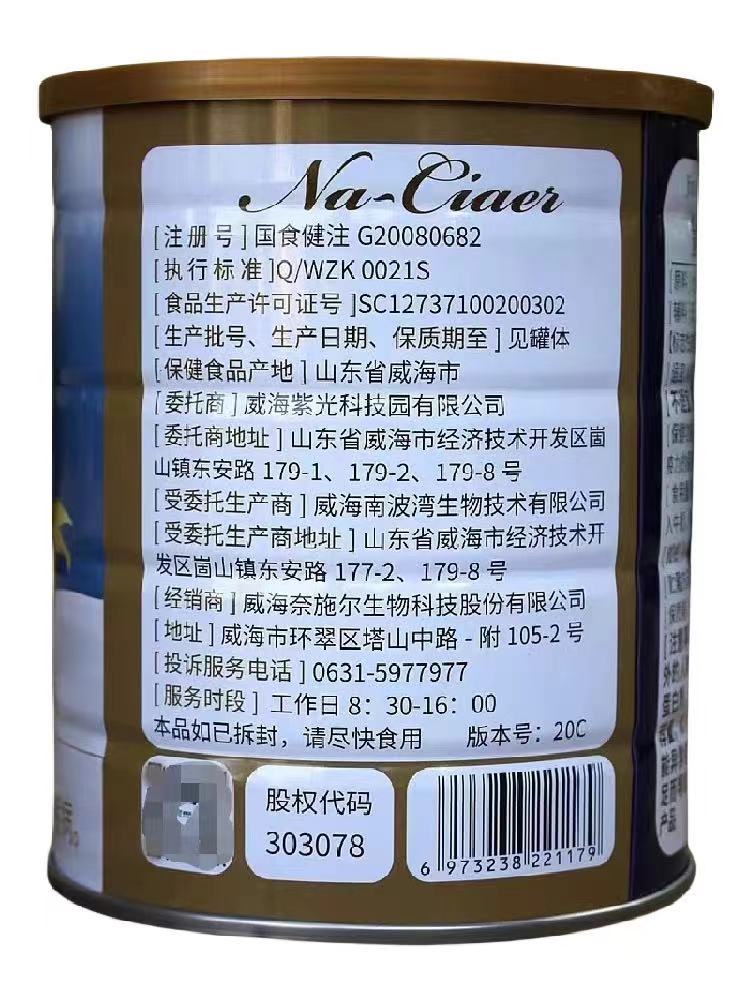 Na-Ciaer
[ 注册号 ] 国食健注 G20080682
[ 执行标准 ]Q/WZK 0021S
[ 食品生产许可证号 ]SC12737100200302
[ 生产批号、生产日期、保质期至 ] 见罐体
[ 保健食品产地 ] 山东省威海市
[ 委托商 ] 威海紫光科技园有限公司
[ 委托商地址 ] 山东省威海市经济技术开发区崮
山镇东安路 179-1、179-2、179-8 号
[ 受委托生产商 ] 威海南波湾生物技术有限公司
[ 受委托生产商地址 ] 山东省威海市经济技术开
发区崮山镇东安路 177-2、179-8 号
[ 经销商 ] 威海奈施尔生物科技股份有限公司
[ 地址 ] 威海市环翠区塔山中路 - 附 105-2 号
[ 投诉服务电话 ] 0631-5977977
[ 服务时段 ] 工作日 8：30-16：00
本品如已拆封，请尽快食用 版本号：20C
股权代码
303078
6 973238 221179